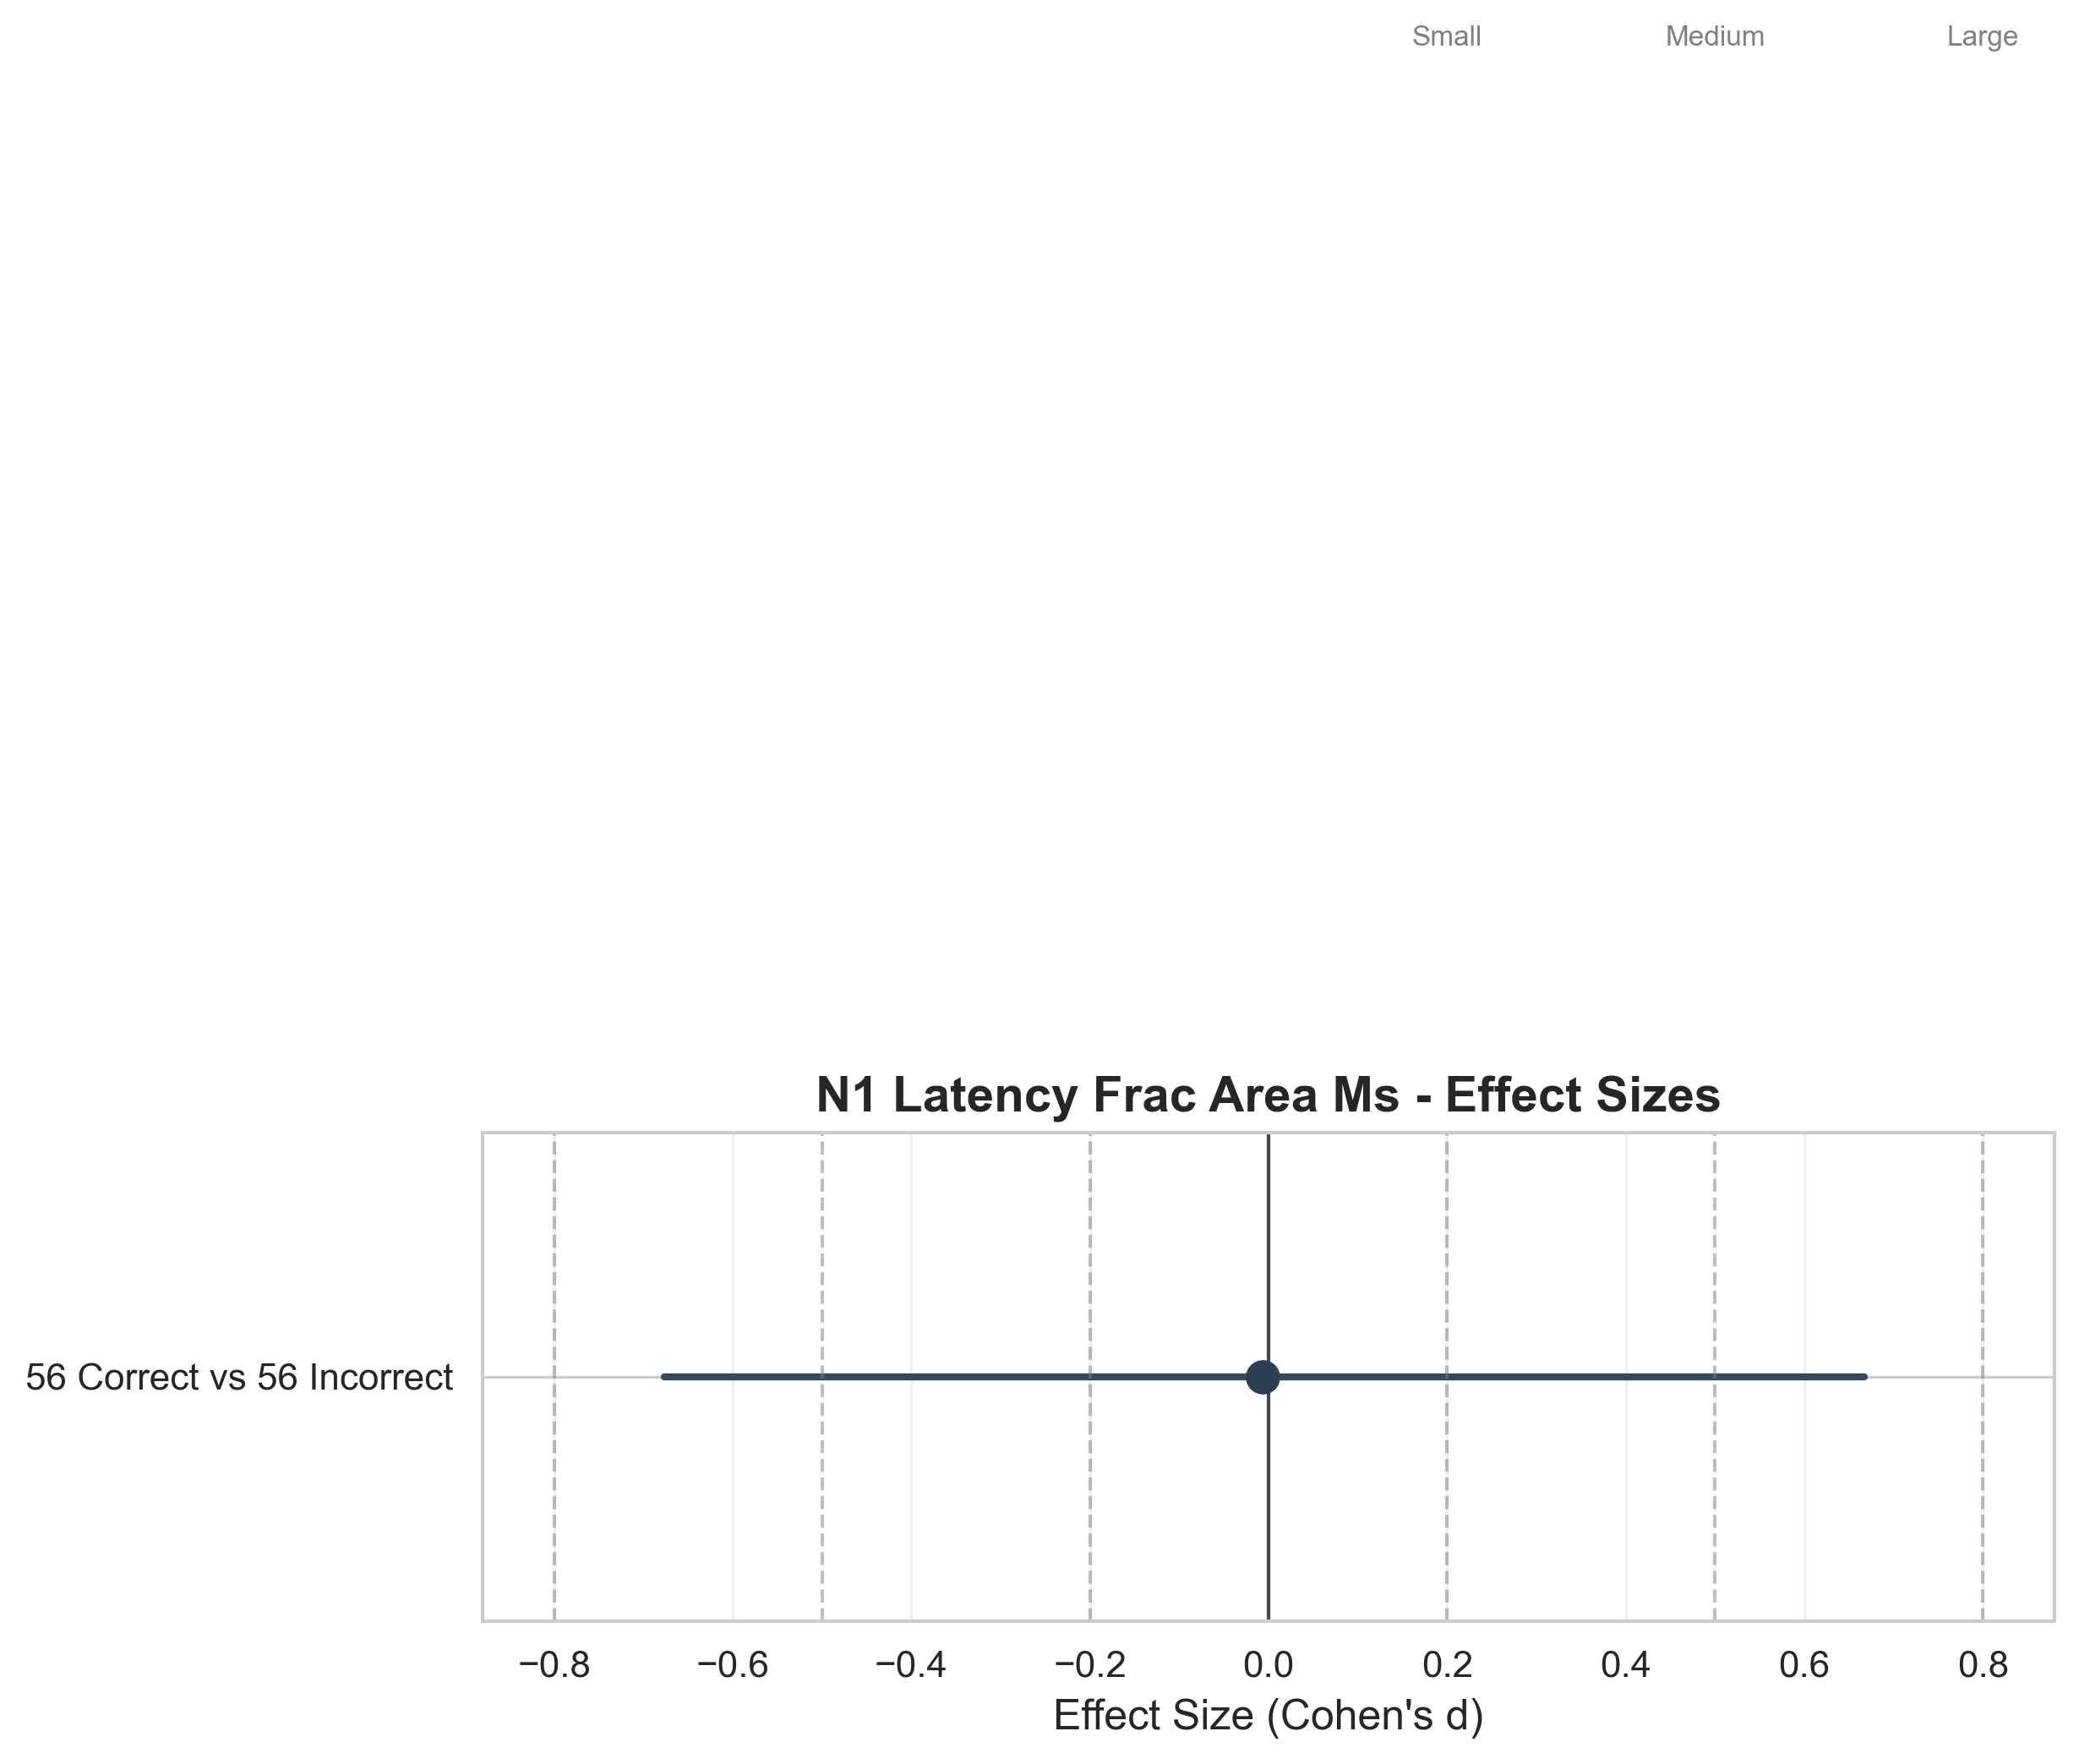 Small Medium Large
N1 Latency Frac Area Ms - Effect Sizes
56 Correct vs 56 Incorrect
−0.8 −0.6 −0.4 −0.2 0.0 0.2 0.4 0.6 0.8
Effect Size (Cohen's d)